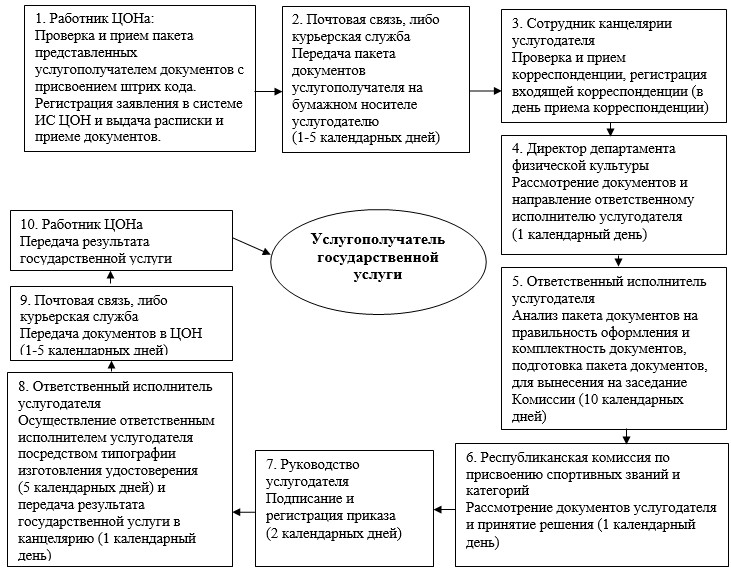 1. Работник ЦОНа:
Проверка и прием пакета
представленных
услугополучателем документов с
присвоением штрих кода.
Регистрация заявления в системе
ИС ЦОН и выдача расписки и
приеме документов.
2. Почтовая связь, либо
курьерская служба
Передача пакета
документов
услугополучателя на
бумажном носителе
услугодателю
(1-5 календарных дней)
3. Сотрудник канцелярии
услугодателя
Проверка и прием
корреспонденции, регистрация
входящей корреспонденции (в
день приема корреспонденции)
4. Директор департамента
физической культуры
Рассмотрение документов и
направление ответственному
исполнителю услугодателя
(1 календарный день)
5. Ответственный исполнитель
услугодателя
Анализ пакета документов на
правильность оформления и
комплектность документов,
подготовка пакета документов,
для вынесения на заседание
Комиссии (10 календарных
дней)
6. Республиканская комиссия по
присвоению спортивных званий и
категорий
Рассмотрение документов услугодателя
и принятие решения (1 календарный
день)
7. Руководство
услугодателя
Подписание и
регистрация приказа
(2 календарных дней)
8. Ответственный исполнитель
услугодателя
Осуществление ответственным
исполнителем услугодателя
посредством типографии
изготовления удостоверения
(5 календарных дней) и
передача результата
государственной услуги в
канцелярию (1 календарный
день)
9. Почтовая связь, либо
курьерская служба
Передача документов в ЦОН
(1-5 календарных дней)
10. Работник ЦОНа
Передача результата
государственной услуги
Услугополучатель
государственной
услуги